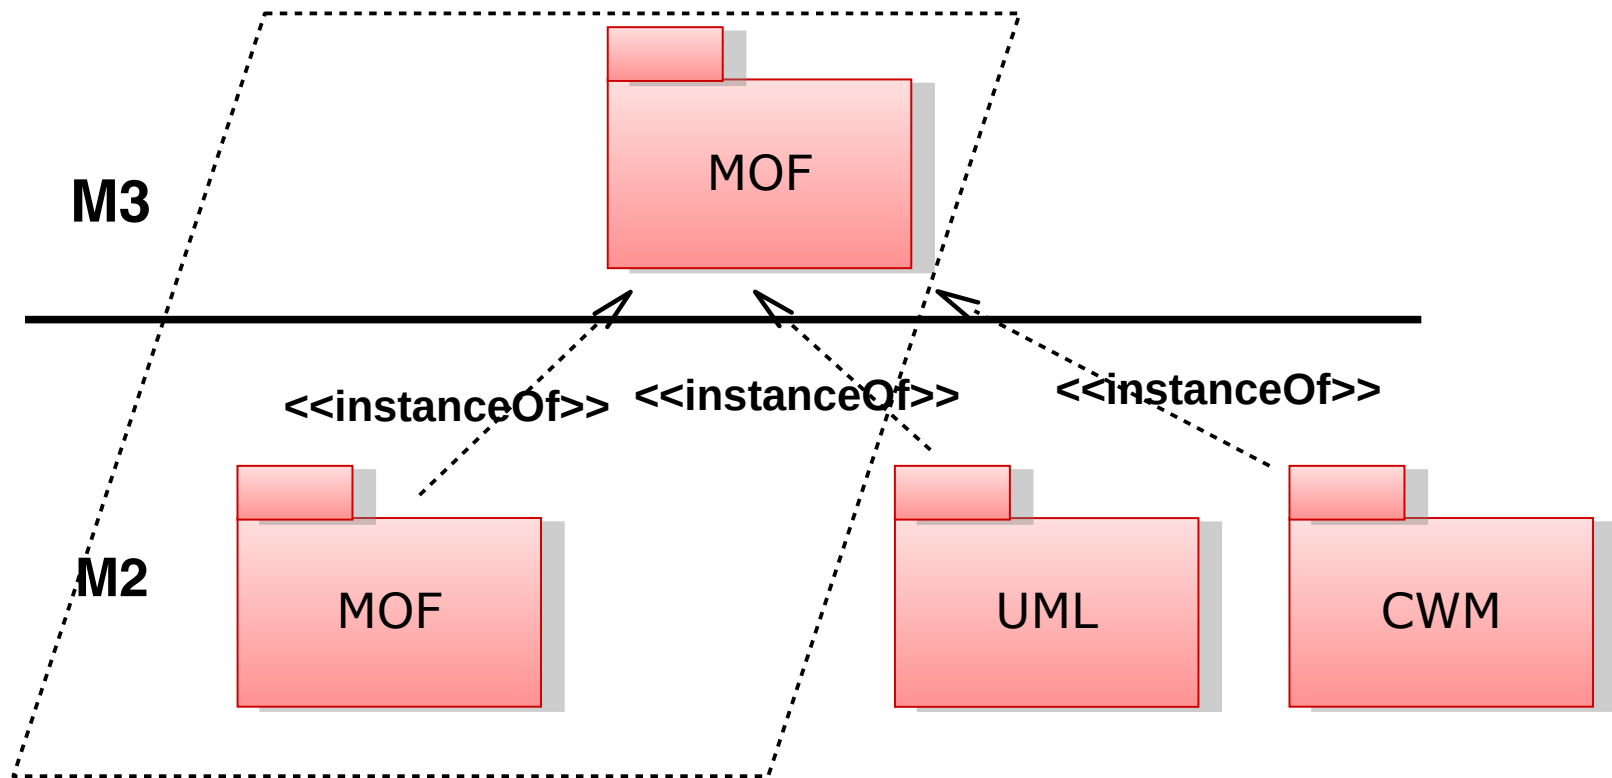 MOF
M3
<<instanceOf>>
<<instanceOf>>
<<instanceOf>>
M2
MOF
UML
CWM